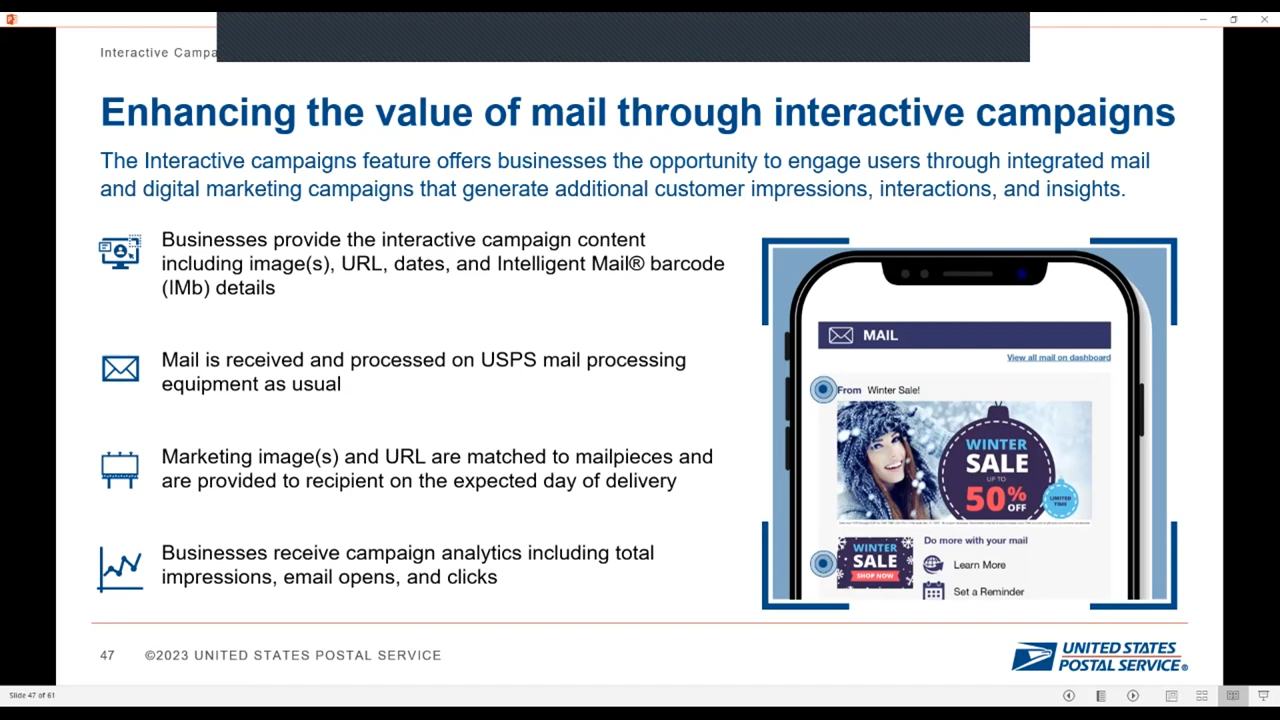 Interactive Campa
Enhancing the value of mail through interactive campaigns
The Interactive campaigns feature offers businesses the opportunity to engage users through integrated mail
and digital marketing campaigns that generate additional customer impressions, interactions, and insights.
Businesses provide the interactive campaign content
including image(s), URL, dates, and Intelligent Mail® barcode
(IMb) details
Mail is received and processed on USPS mail processing
equipment as usual
Marketing image(s) and URL are matched to mailpieces and
are provided to recipient on the expected day of delivery
Businesses receive campaign analytics including total
impressions, email opens, and clicks
MAIL
View all mail on dashboard
From Winter Sale!
WINTER
SALE
UP TO
50% OFF
LIMITED
TIME
WINTER
SALE
SHOP NOW
Do more with your mail
Learn More
Set a Reminder
47 ©2023 UNITED STATES POSTAL SERVICE
UNITED STATES
POSTAL SERVICE®
Slide 47 of 61